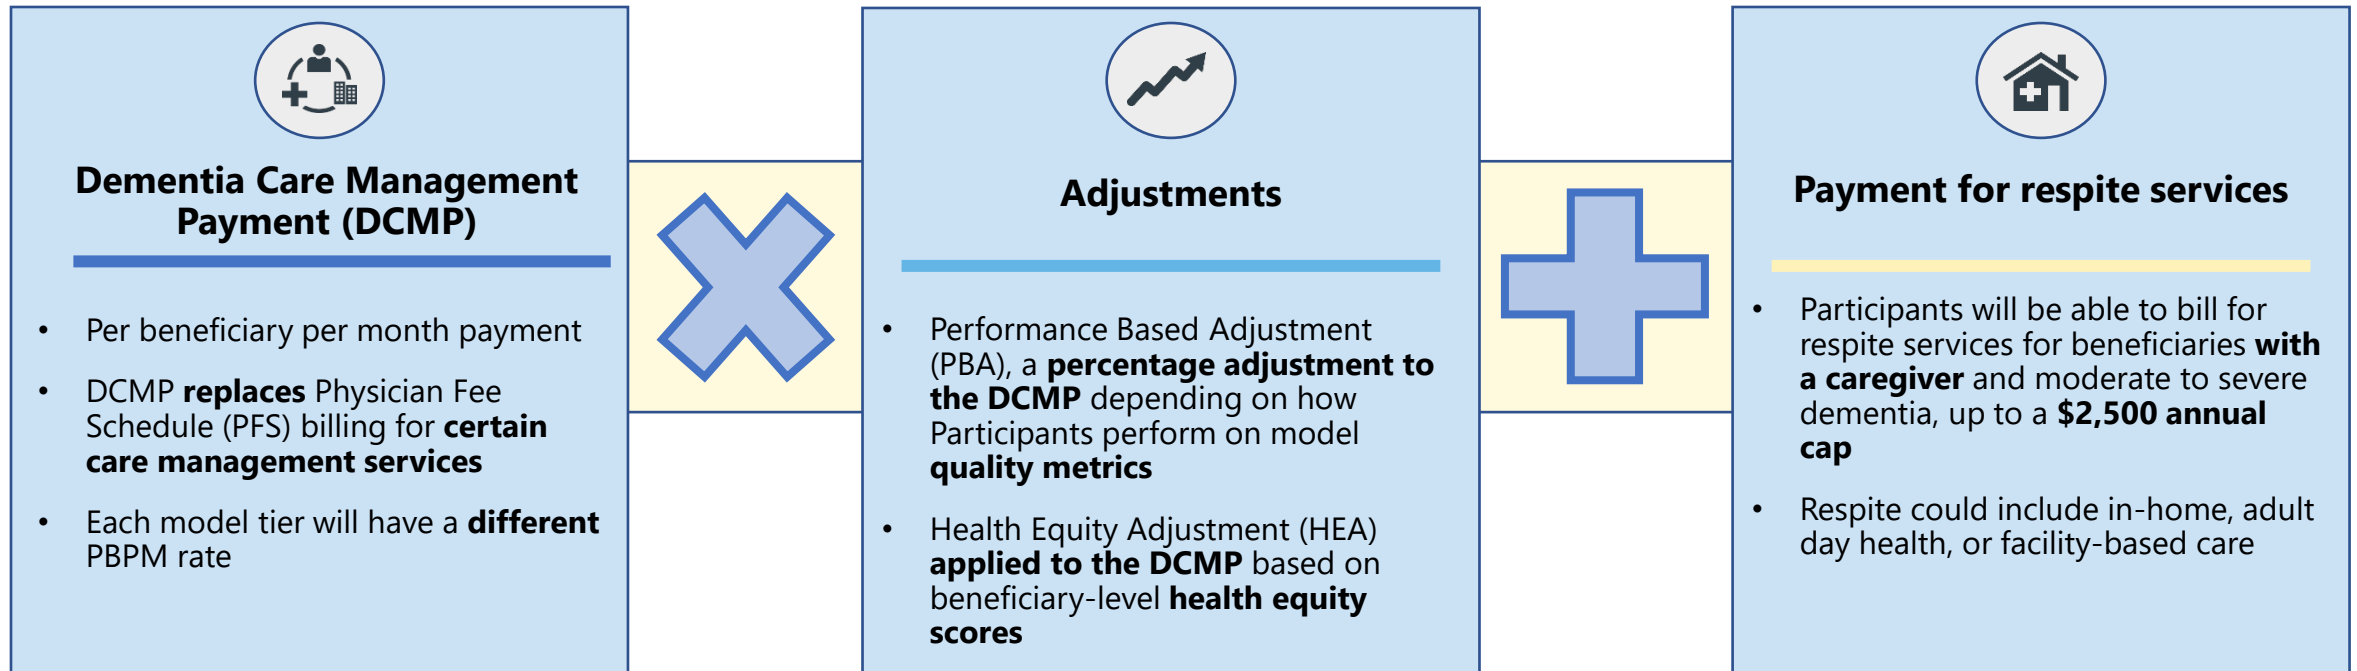 Dementia Care Management
Payment (DCMP)
• Per beneficiary per month payment
• DCMP replaces Physician Fee
Schedule (PFS) billing for certain
care management services
• Each model tier will have a different
PBPM rate
Adjustments
• Performance Based Adjustment
(PBA), a percentage adjustment to
the DCMP depending on how
Participants perform on model
quality metrics
• Health Equity Adjustment (HEA)
applied to the DCMP based on
beneficiary-level health equity
scores
Payment for respite services
• Participants will be able to bill for
respite services for beneficiaries with
a caregiver and moderate to severe
dementia, up to a $2,500 annual
cap
• Respite could include in-home, adult
day health, or facility-based care